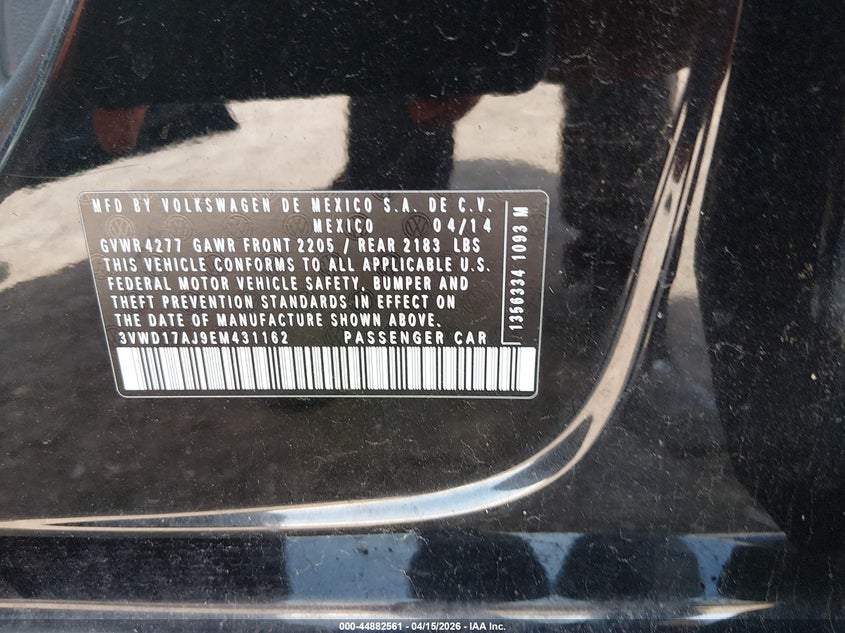 MFD BY VOLKSWAGEN DE MEXICO S.A. DE C.V.
MEXICO 04/14
GVWR 4277 GAWR FRONT 2205 / REAR 2183 LBS
THIS VEHICLE CONFORMS TO ALL APPLICABLE U.S.
FEDERAL MOTOR VEHICLE SAFETY, BUMPER AND
THEFT PREVENTION STANDARDS IN EFFECT ON
THE DATE OF MANUFACTURE SHOWN ABOVE.
3VWD17AJ9EM431162 PASSENGER CAR
1356334 1093 M
000-44882561 - 04/15/2026 - IAA Inc.